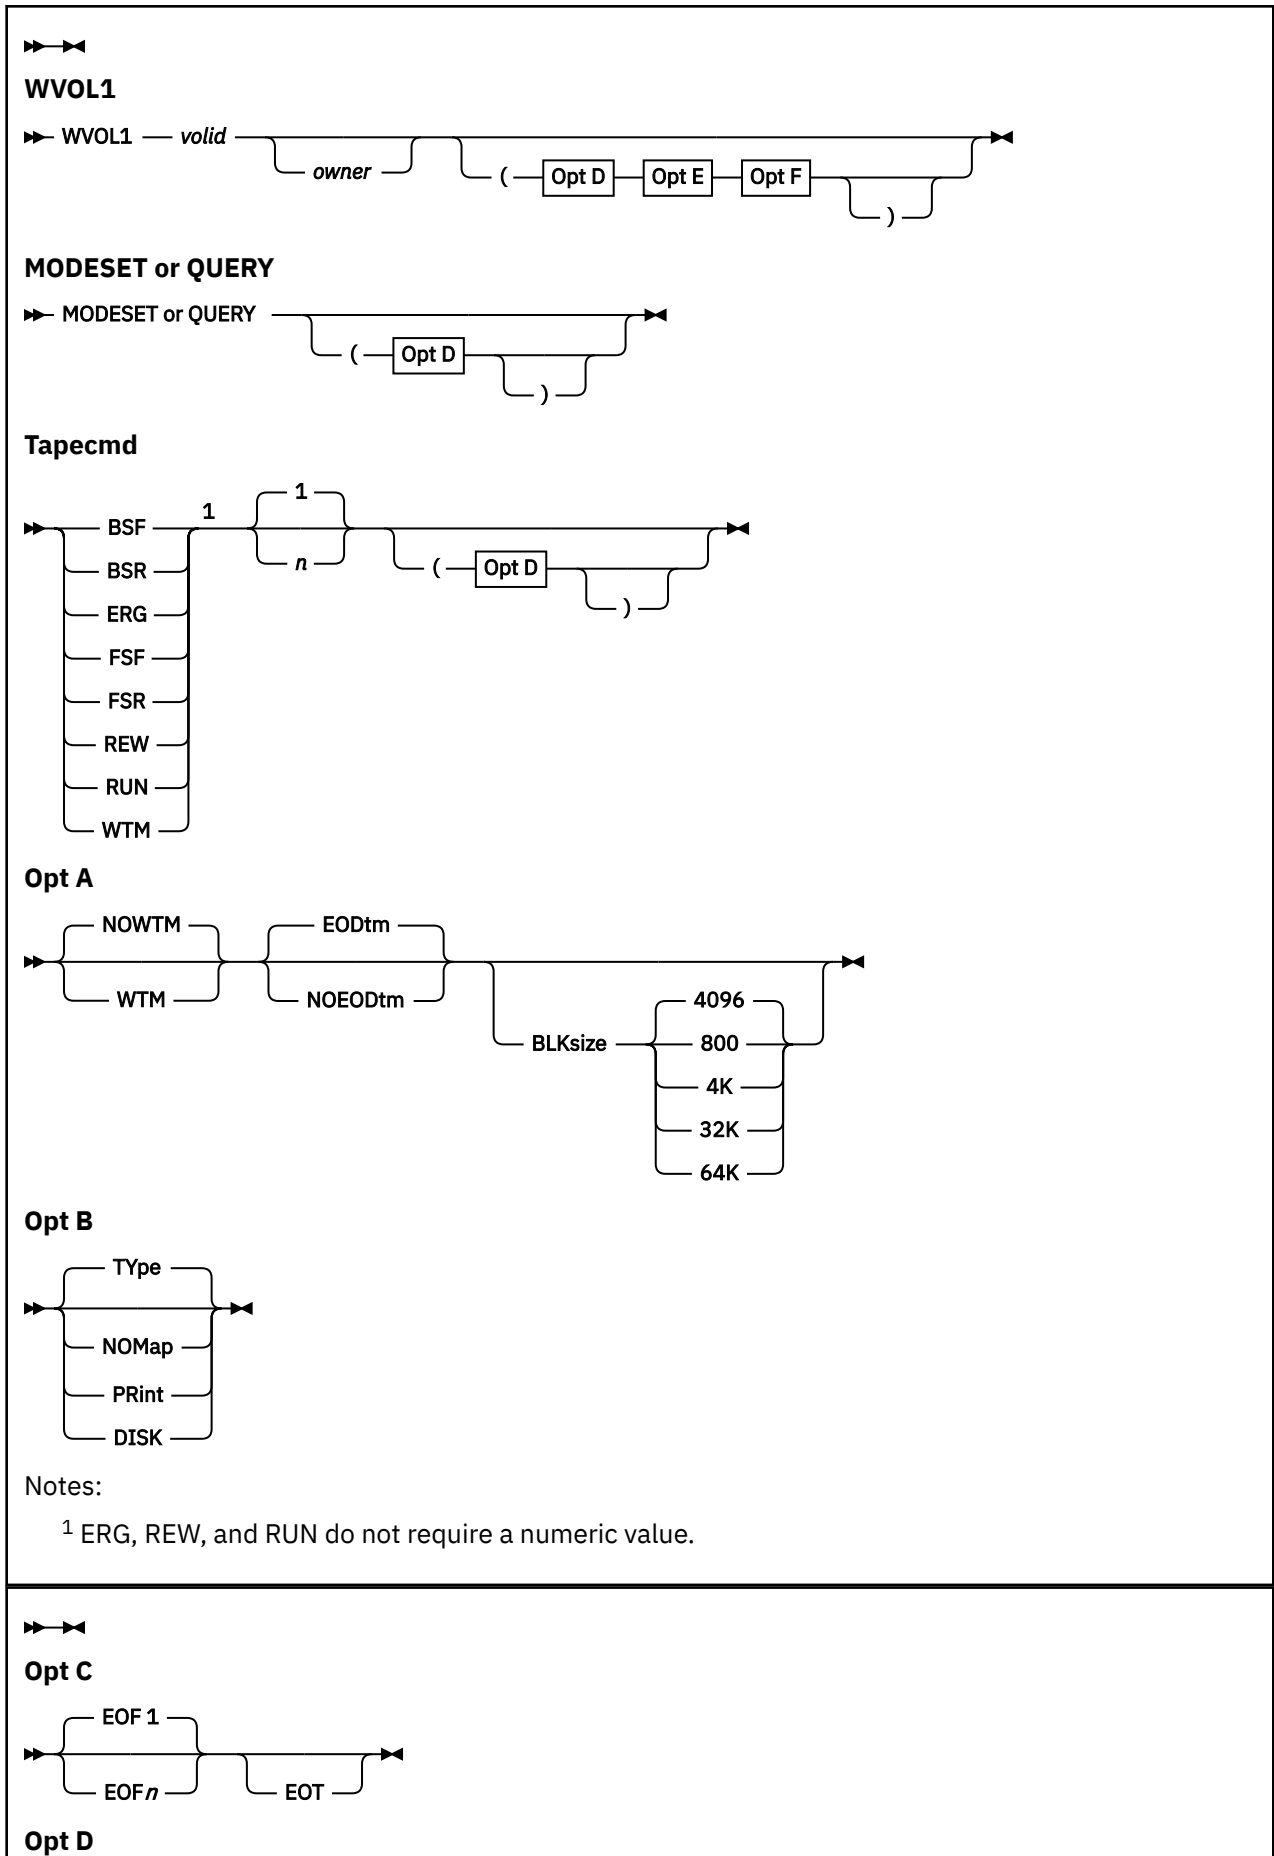 WVOL1
WVOL1 volid
owner
( Opt D Opt E Opt F
)
MODESET or QUERY
MODESET or QUERY
( Opt D
)
Tapecmd
1
BSF 1
n
BSR
( Opt D
)
ERG
FSF
FSR
REW
RUN
WTM
Opt A
NOWTM EODtm
WTM NOEODtm
4096
BLKsize 800
4K
32K
64K
Opt B
TYpe
NOMap
PRint
DISK
Notes:
1 ERG, REW, and RUN do not require a numeric value.
Opt C
EOF 1
EOFn EOT
Opt D